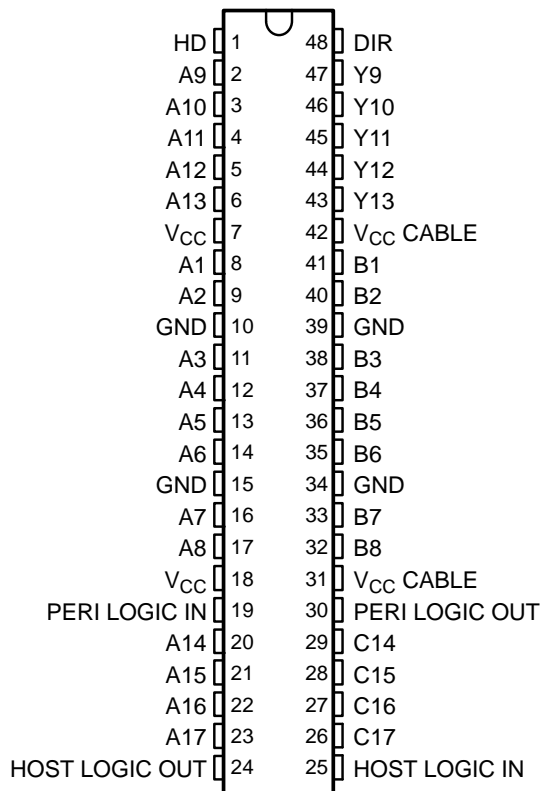 HD 1 48 DIR
A9 2 47 Y9
A10 3 46 Y10
A11 4 45 Y11
A12 5 44 Y12
A13 6 43 Y13
VCC 7 42 VCC CABLE
A1 8 41 B1
A2 9 40 B2
GND 10 39 GND
A3 11 38 B3
A4 12 37 B4
A5 13 36 B5
A6 14 35 B6
GND 15 34 GND
A7 16 33 B7
A8 17 32 B8
VCC 18 31 VCC CABLE
PERI LOGIC IN 19 30 PERI LOGIC OUT
A14 20 29 C14
A15 21 28 C15
A16 22 27 C16
A17 23 26 C17
HOST LOGIC OUT 24 25 HOST LOGIC IN